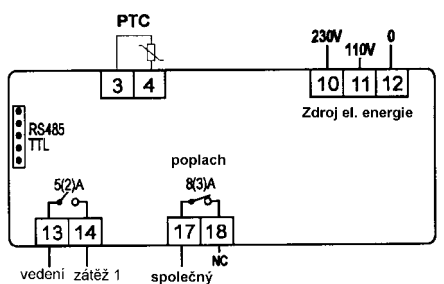 PTC
230V 110V 0
3 4
10 11 12
Zdroj el. energie
RS485
TTL
poplach
5(2)A
8(3)A
13 14
17 18
NC
vedení zátěž 1
společný